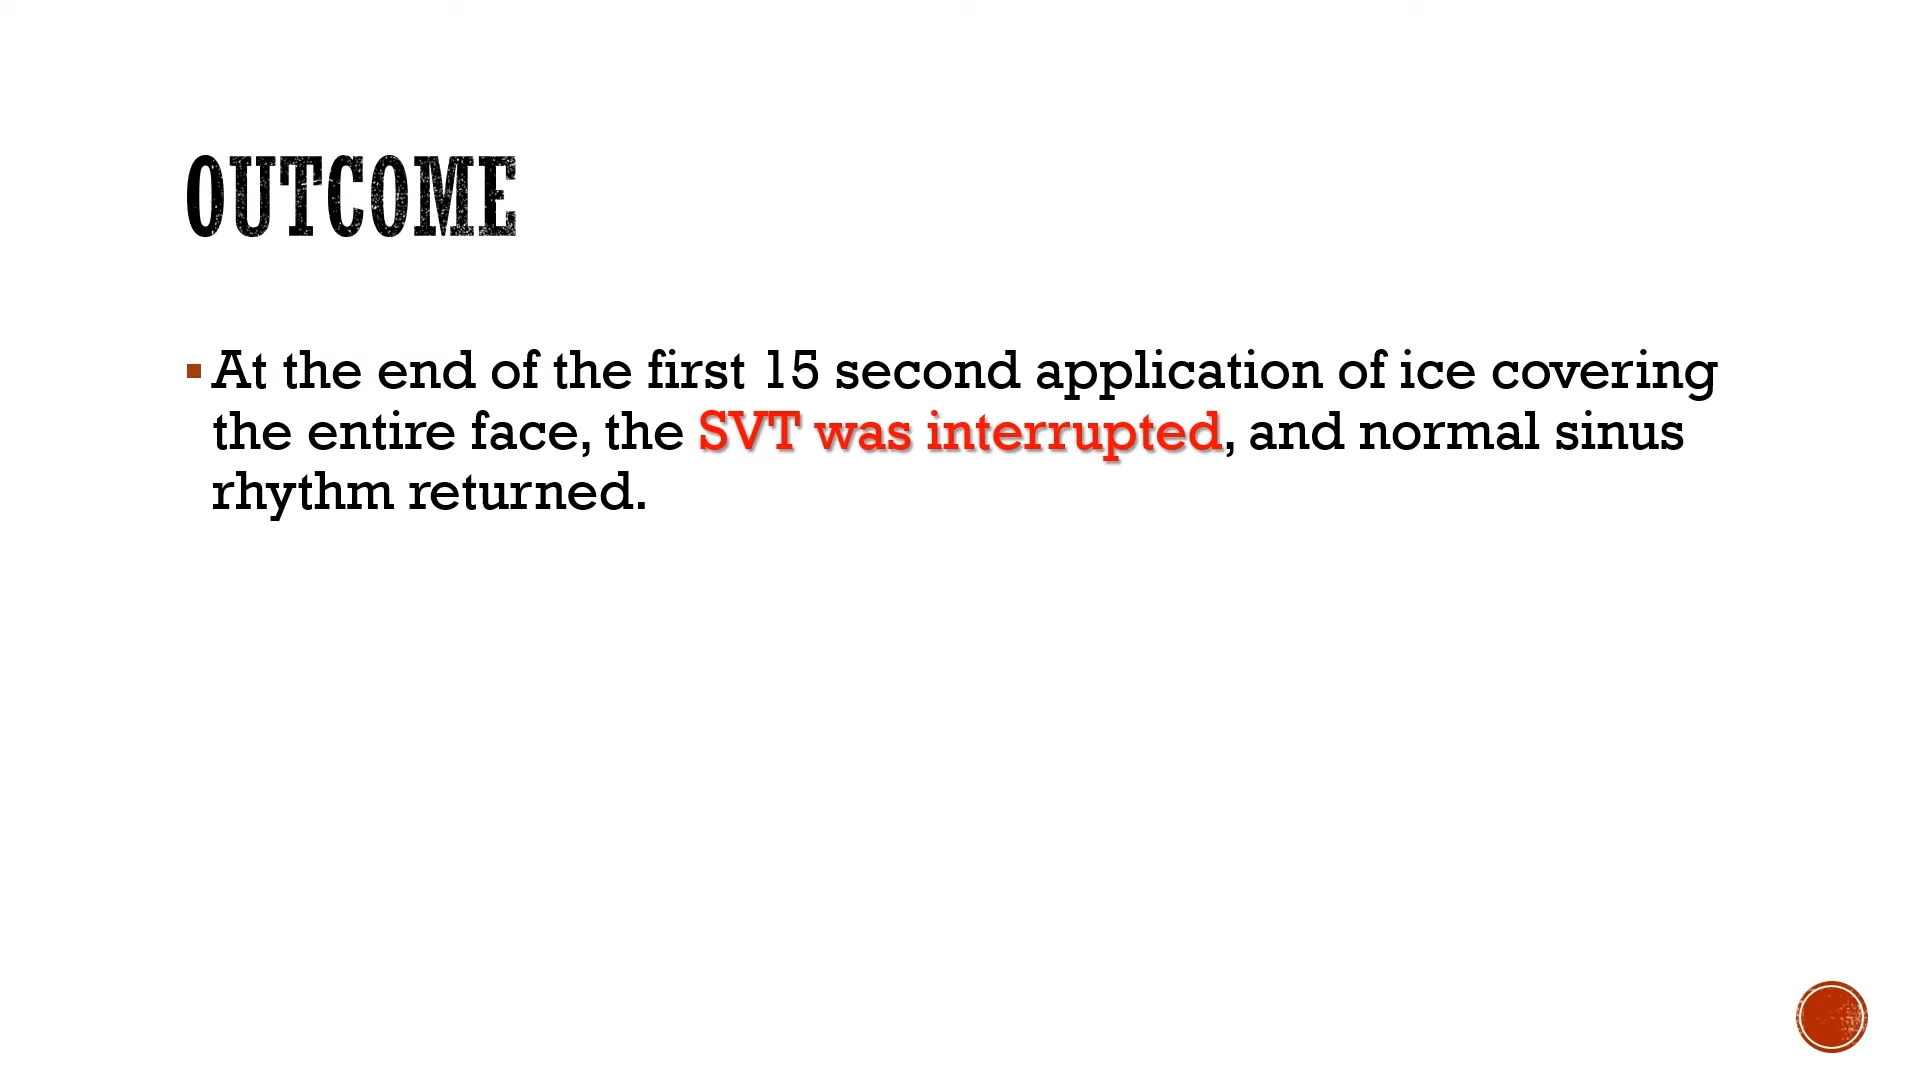 OUTCOME
At the end of the first 15 second application of ice covering
the entire face, the SVT was interrupted, and normal sinus
rhythm returned.